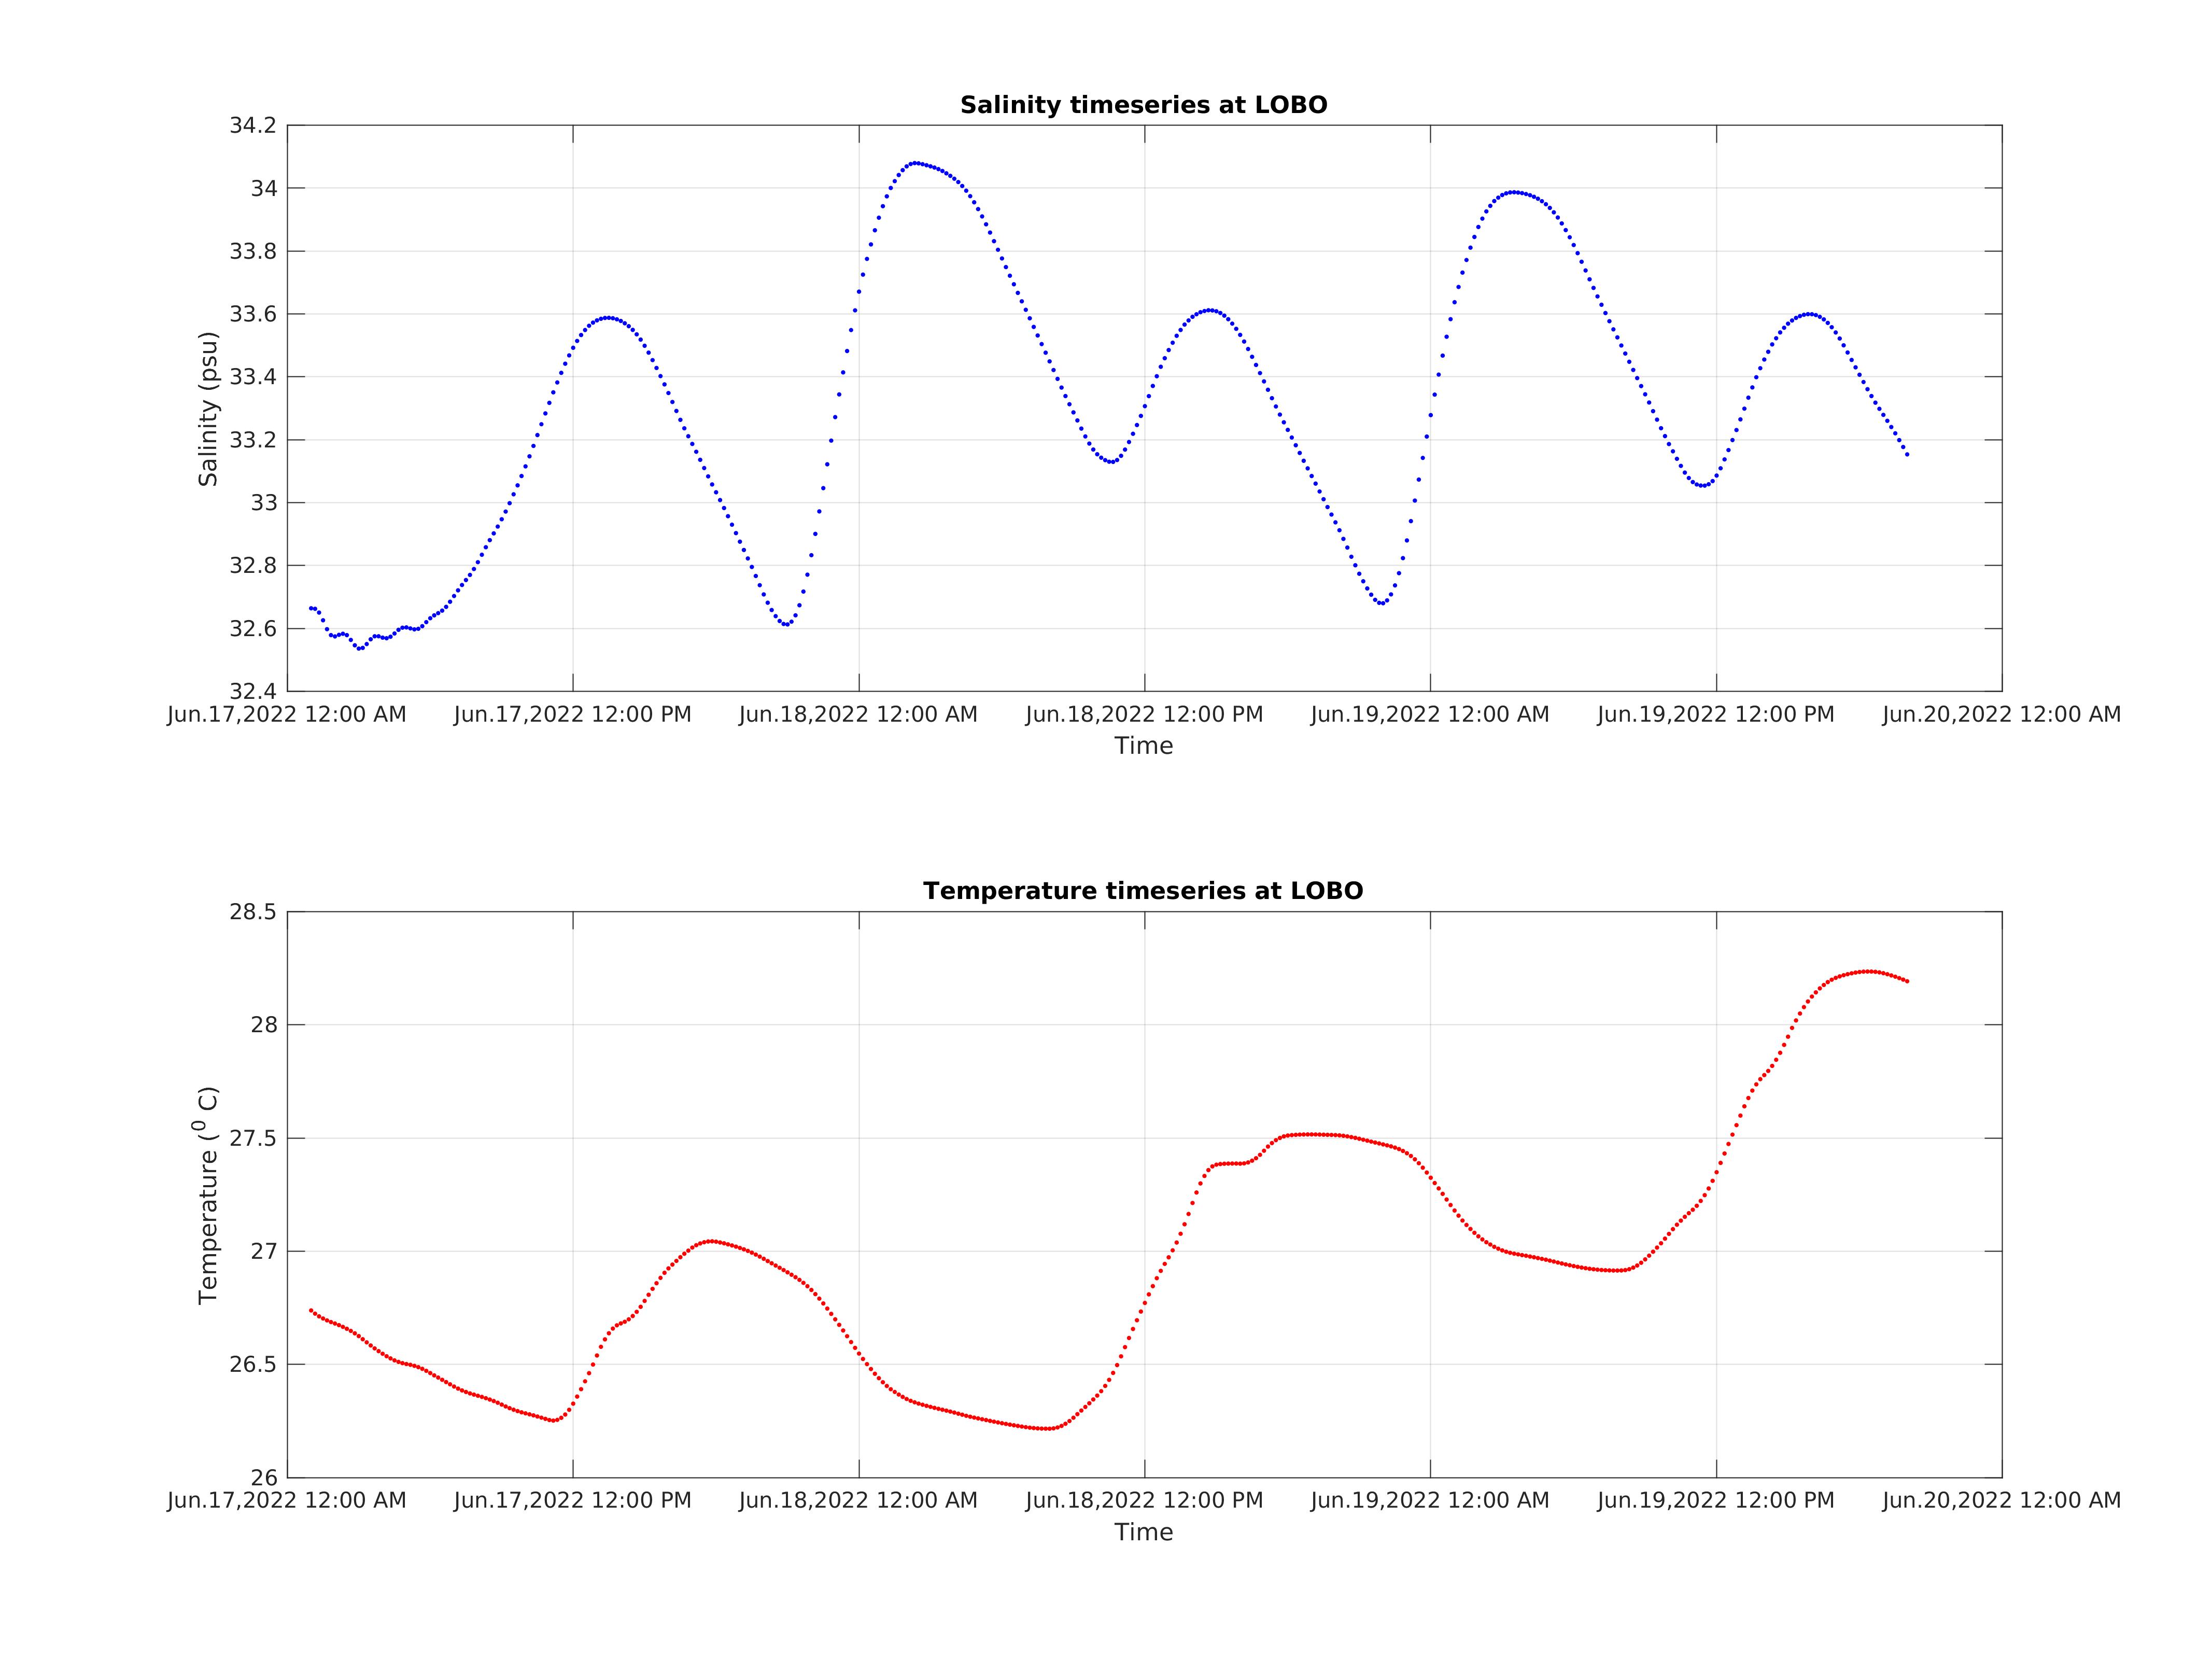 Salinity timeseries at LOBO
34.2
34
33.8
33.6
33.4
33.2
33
32.8
32.6
32.4
Salinity (psu)
Jun.17,2022 12:00 AM Jun.17,2022 12:00 PM Jun.18,2022 12:00 AM Jun.18,2022 12:00 PM Jun.19,2022 12:00 AM Jun.19,2022 12:00 PM Jun.20,2022 12:00 AM
Time
Temperature timeseries at LOBO
28.5
28
27.5
27
26.5
26
Temperature (⁰ C)
Jun.17,2022 12:00 AM Jun.17,2022 12:00 PM Jun.18,2022 12:00 AM Jun.18,2022 12:00 PM Jun.19,2022 12:00 AM Jun.19,2022 12:00 PM Jun.20,2022 12:00 AM
Time